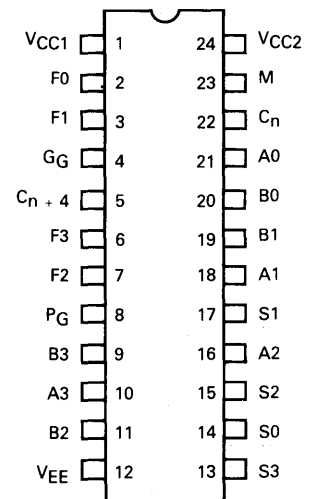 VCC1 1 24 VCC2
F0 2 23 M
F1 3 22 Cn
GG 4 21 A0
Cn + 4 5 20 B0
F3 6 19 B1
F2 7 18 A1
PG 8 17 S1
B3 9 16 A2
A3 10 15 S2
B2 11 14 S0
VEE 12 13 S3